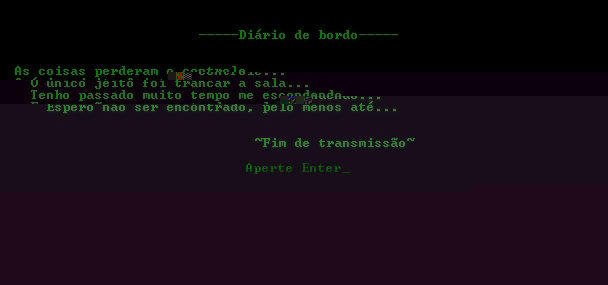 -----Diário de bordo-----
As coisas perderam o controle...
O único jeito foi trancar a sala...
Tenho passado muito tempo me escondendo...
Espero não ser encontrado, pelo menos até...
~Fim de transmissão~
Aperte Enter_